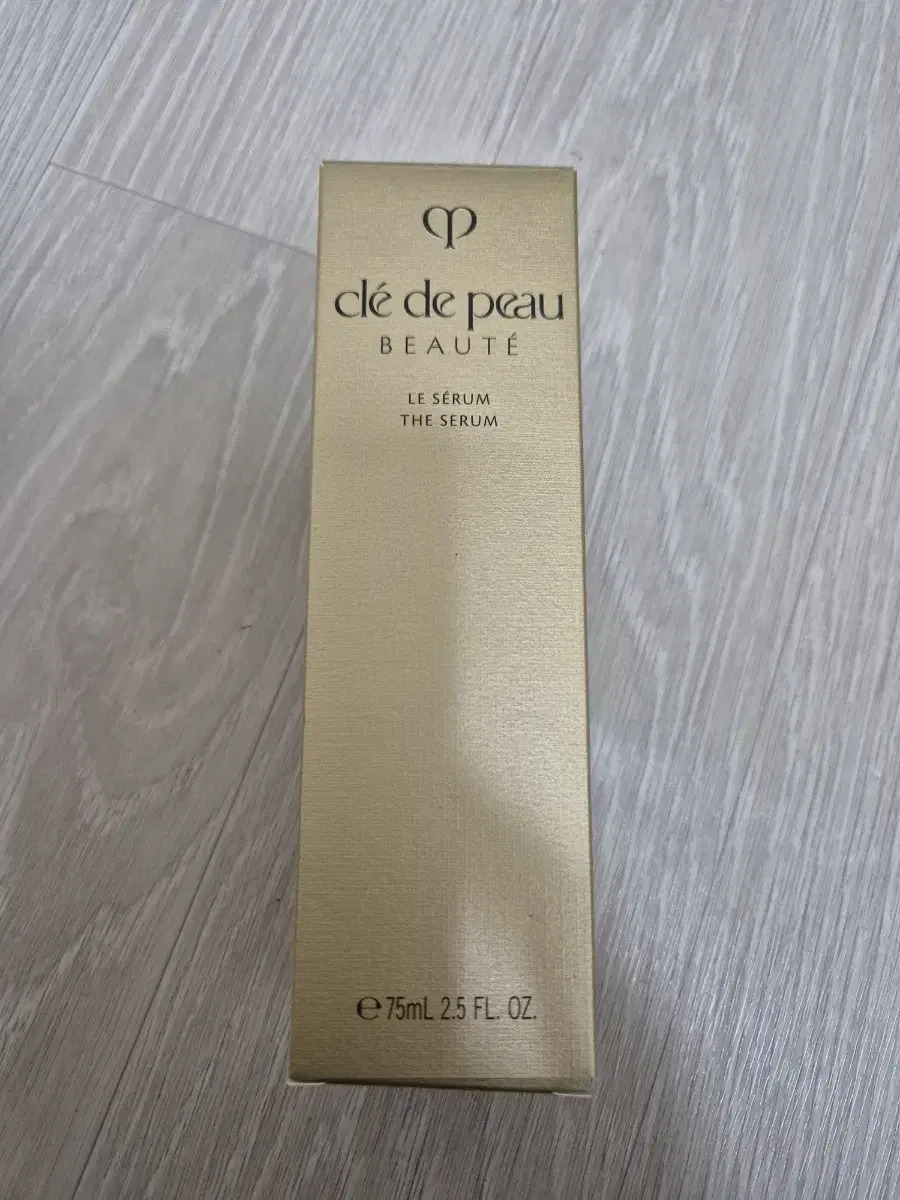 clé de peau
BEAUTÉ
LE SÉRUM
THE SERUM
℮ 75mL 2.5 FL. OZ.